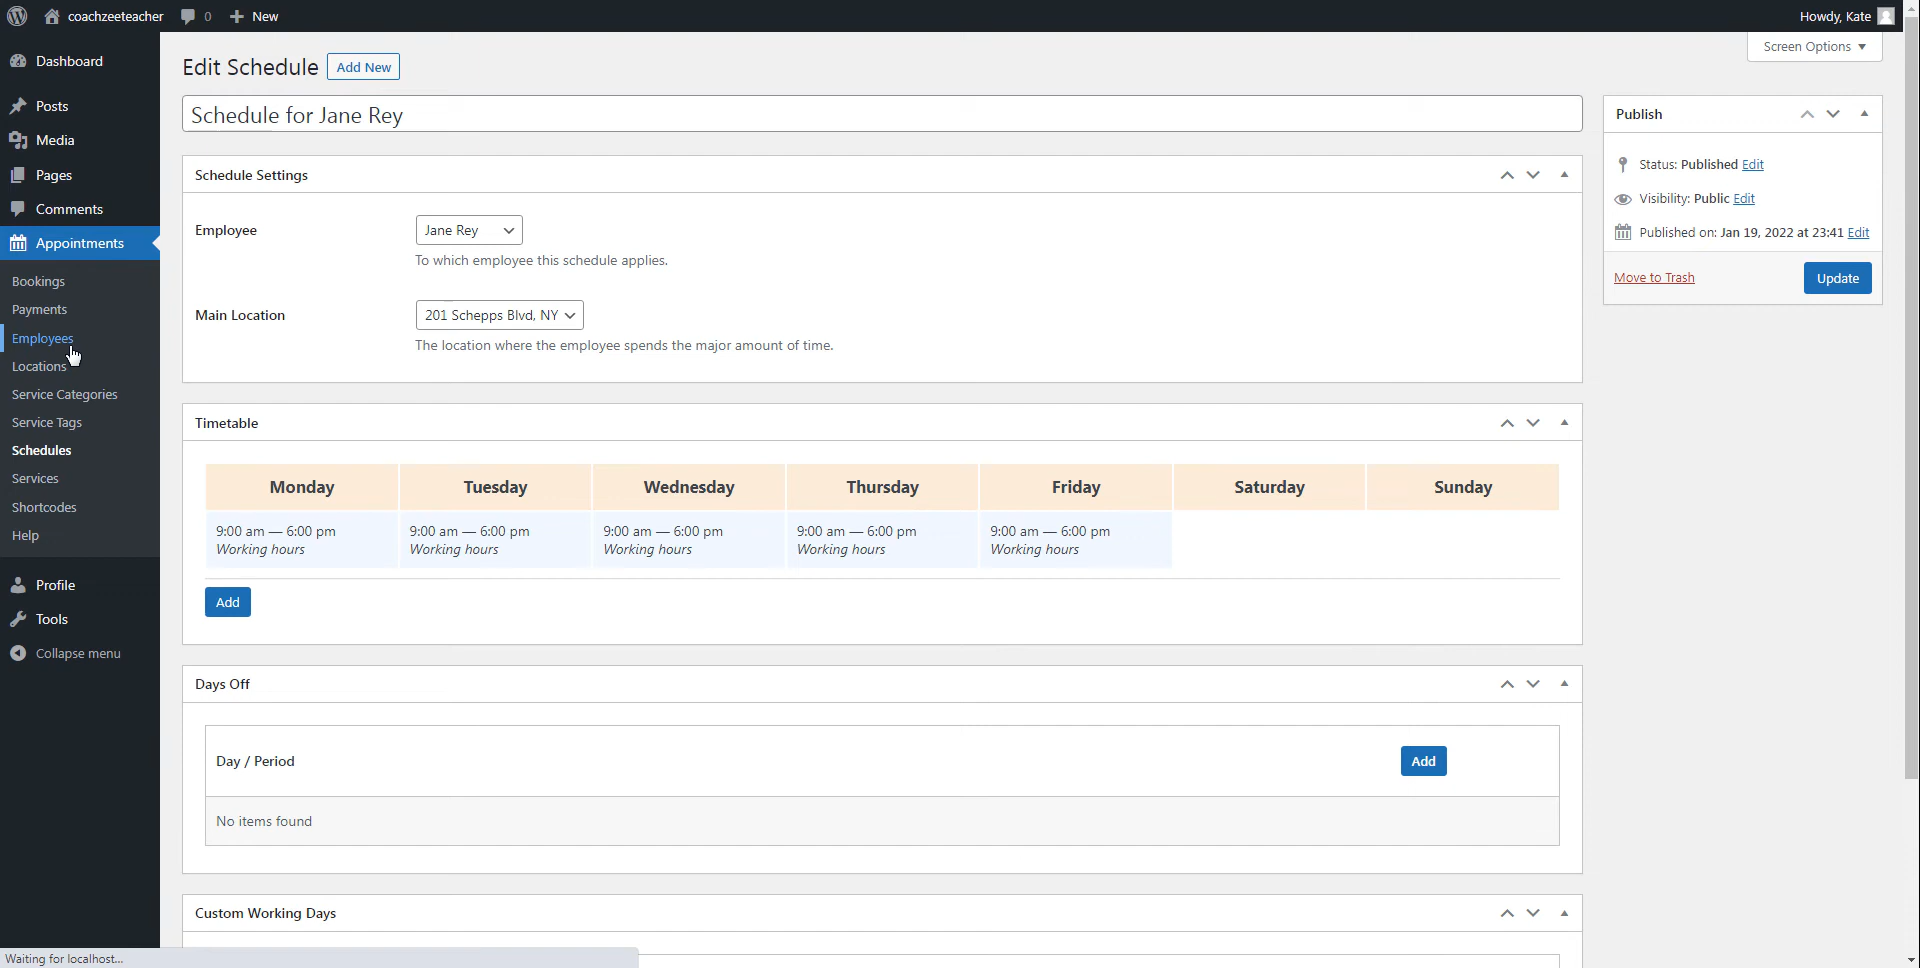 coachzeeteacher
0
New
Howdy, Kate
Dashboard
Posts
Media
Pages
Comments
Appointments
Bookings
Payments
Employees
Locations
Service Categories
Service Tags
Schedules
Services
Shortcodes
Help
Profile
Tools
Collapse menu
Screen Options
Edit Schedule
Add New
Schedule for Jane Rey
Schedule Settings
Employee
Jane Rey
To which employee this schedule applies.
Main Location
201 Schepps Blvd, NY
The location where the employee spends the major amount of time.
Timetable
Monday Tuesday Wednesday Thursday Friday Saturday Sunday
9:00 am — 6:00 pm 9:00 am — 6:00 pm 9:00 am — 6:00 pm 9:00 am — 6:00 pm 9:00 am — 6:00 pm
Working hours Working hours Working hours Working hours Working hours
Add
Days Off
Day / Period
Add
No items found
Custom Working Days
Publish
Status: Published Edit
Visibility: Public Edit
Published on: Jan 19, 2022 at 23:41 Edit
Move to Trash
Update
Waiting for localhost...